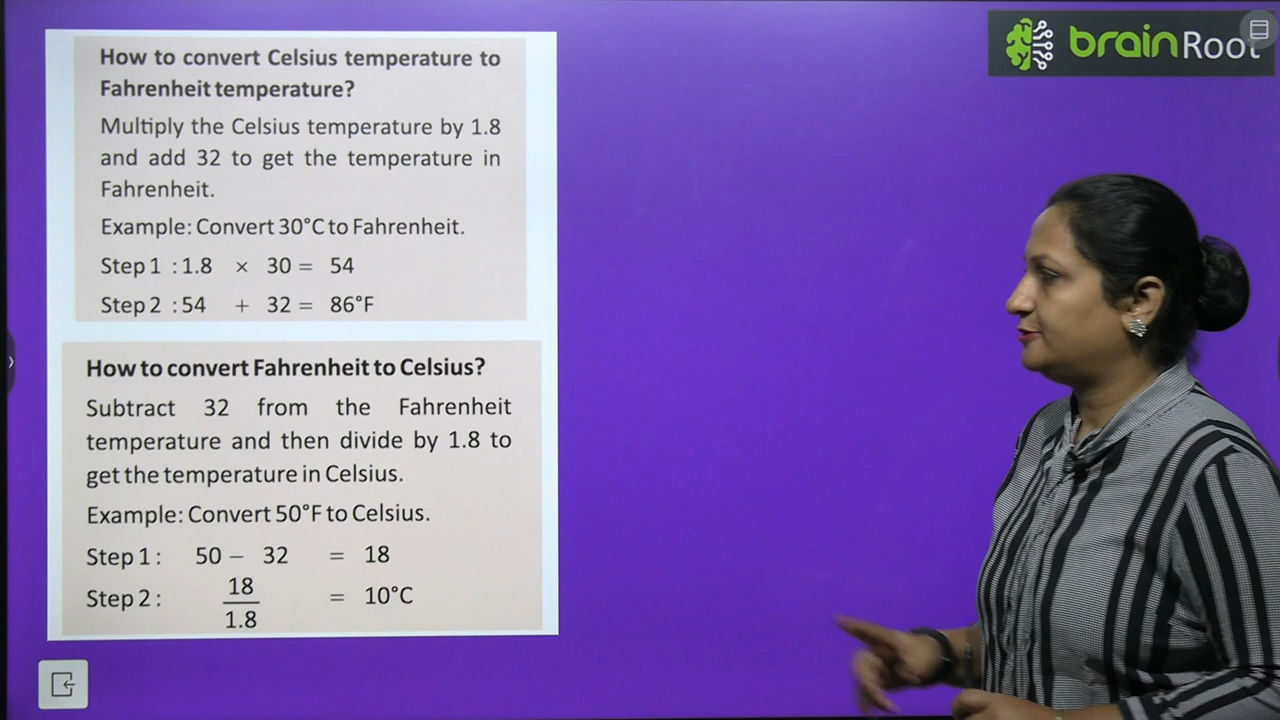 How to convert Celsius temperature to
Fahrenheit temperature?
Multiply the Celsius temperature by 1.8
and add 32 to get the temperature in
Fahrenheit.
Example: Convert 30°C to Fahrenheit.
Step 1 : 1.8 × 30 = 54
Step 2 : 54 + 32 = 86°F
How to convert Fahrenheit to Celsius?
Subtract 32 from the Fahrenheit
temperature and then divide by 1.8 to
get the temperature in Celsius.
Example: Convert 50°F to Celsius.
Step 1 : 50 – 32 = 18
Step 2 : 18/1.8 = 10°C
brainRoot